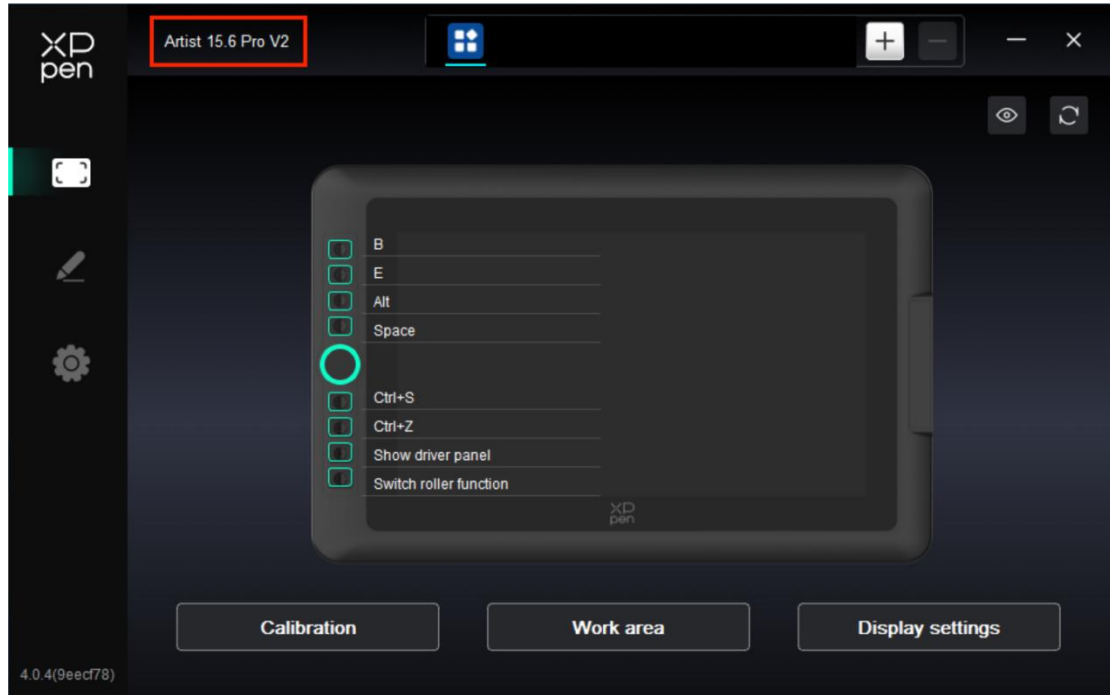 XP
pen
Artist 15.6 Pro V2
B
E
Alt
Space
Ctrl+S
Ctrl+Z
Show driver panel
Switch roller function
XP
pen
Calibration
Work area
Display settings
4.0.4(9eecf78)